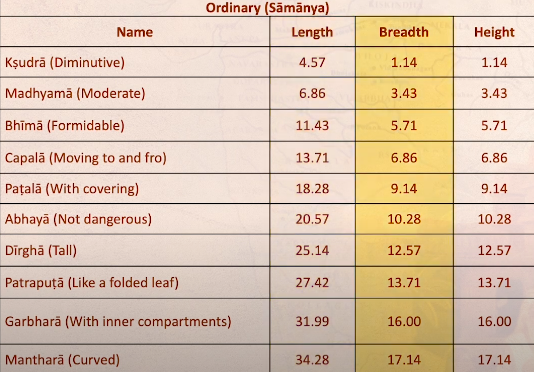 Ordinary (Sāmānya)
Name Length Breadth Height
Kṣudrā (Diminutive) 4.57 1.14 1.14
Madhyamā (Moderate) 6.86 3.43 3.43
Bhīmā (Formidable) 11.43 5.71 5.71
Capalā (Moving to and fro) 13.71 6.86 6.86
Paṭalā (With covering) 18.28 9.14 9.14
Abhayā (Not dangerous) 20.57 10.28 10.28
Dīrghā (Tall) 25.14 12.57 12.57
Patrapuṭā (Like a folded leaf) 27.42 13.71 13.71
Garbharā (With inner compartments) 31.99 16.00 16.00
Mantharā (Curved) 34.28 17.14 17.14